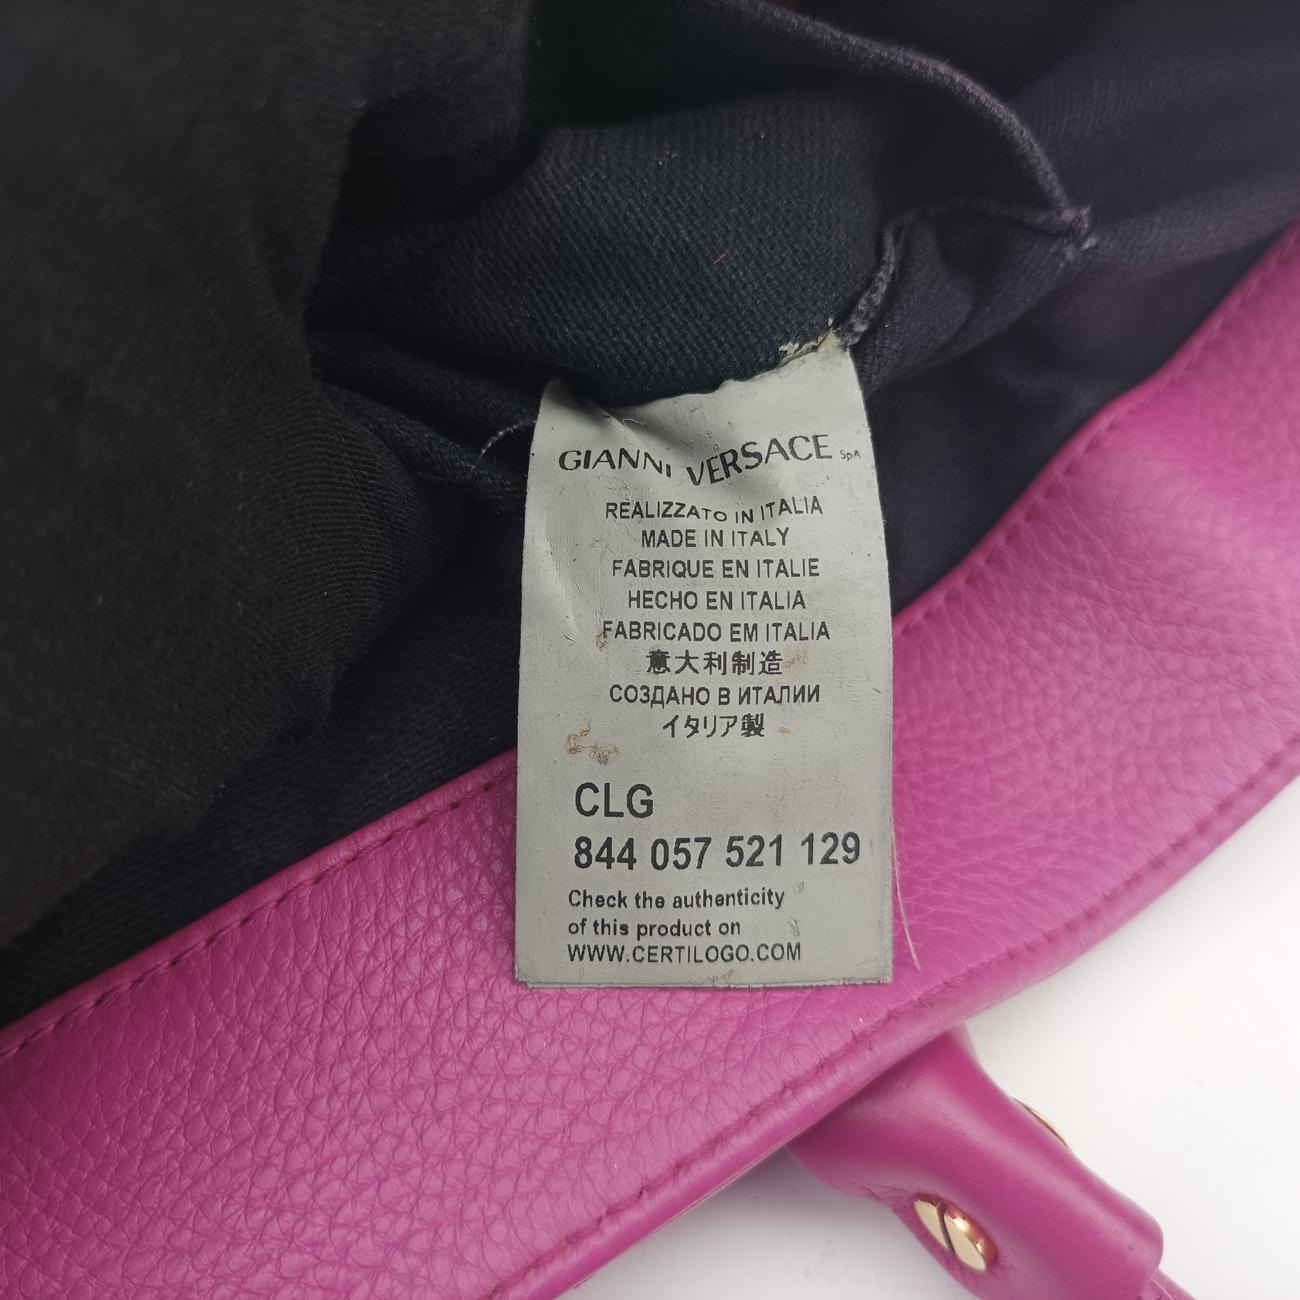 GIANNI VERSACE SpA
REALIZZATO IN ITALIA
MADE IN ITALY
FABRIQUE EN ITALIE
HECHO EN ITALIA
FABRICADO EM ITALIA
意大利制造
СОЗДАНО В ИТАЛИИ
イタリア製
CLG
844 057 521 129
Check the authenticity
of this product on
WWW.CERTILOGO.COM